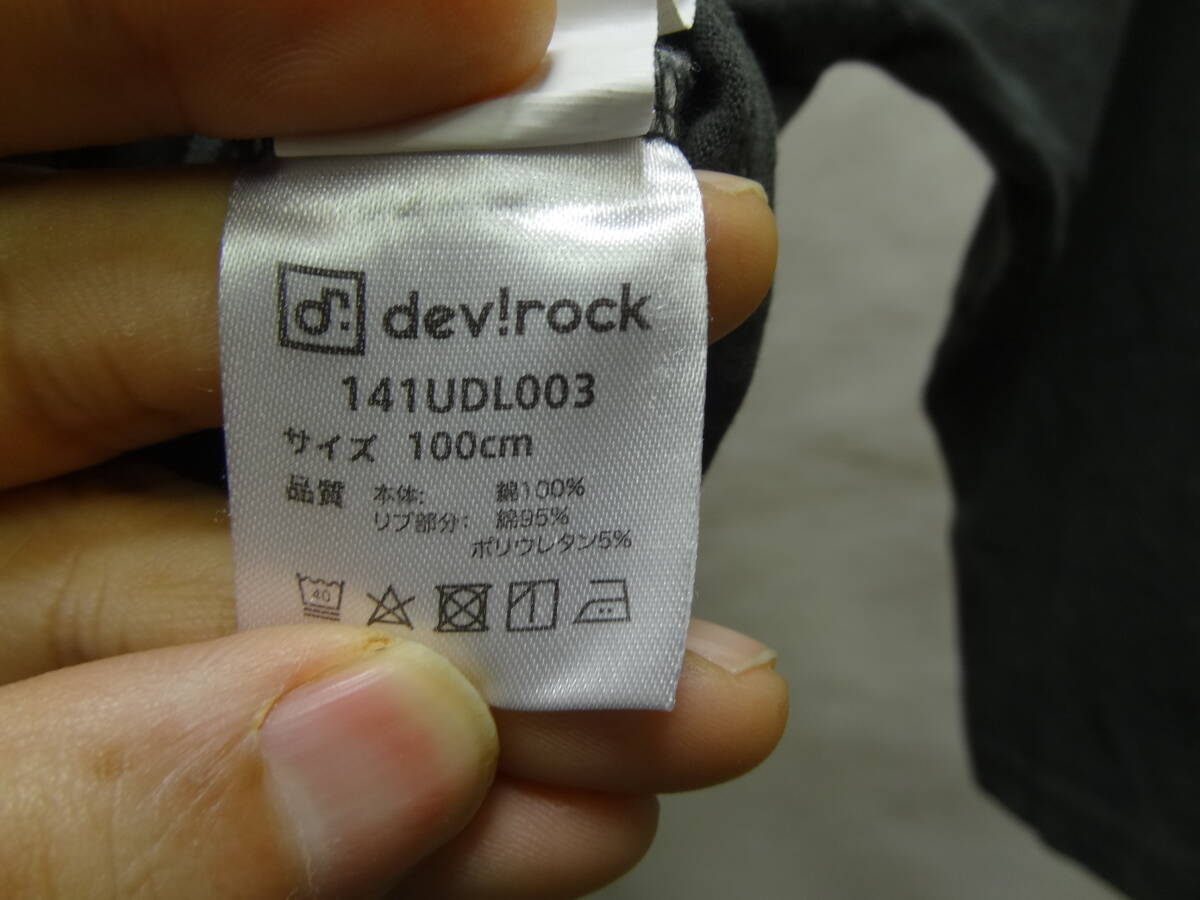 dev!rock
141UDL003
サイズ 100cm
品質 本体: 綿100%
リブ部分: 綿95%
ポリウレタン5%
40